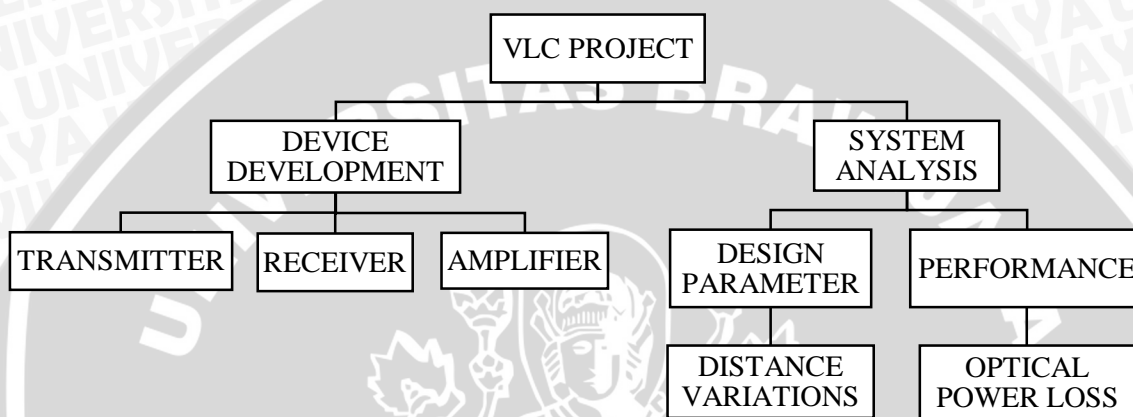 VLC PROJECT
DEVICE
DEVELOPMENT
SYSTEM
ANALYSIS
TRANSMITTER
RECEIVER
AMPLIFIER
DESIGN
PARAMETER
PERFORMANCE
DISTANCE
VARIATIONS
OPTICAL
POWER LOSS